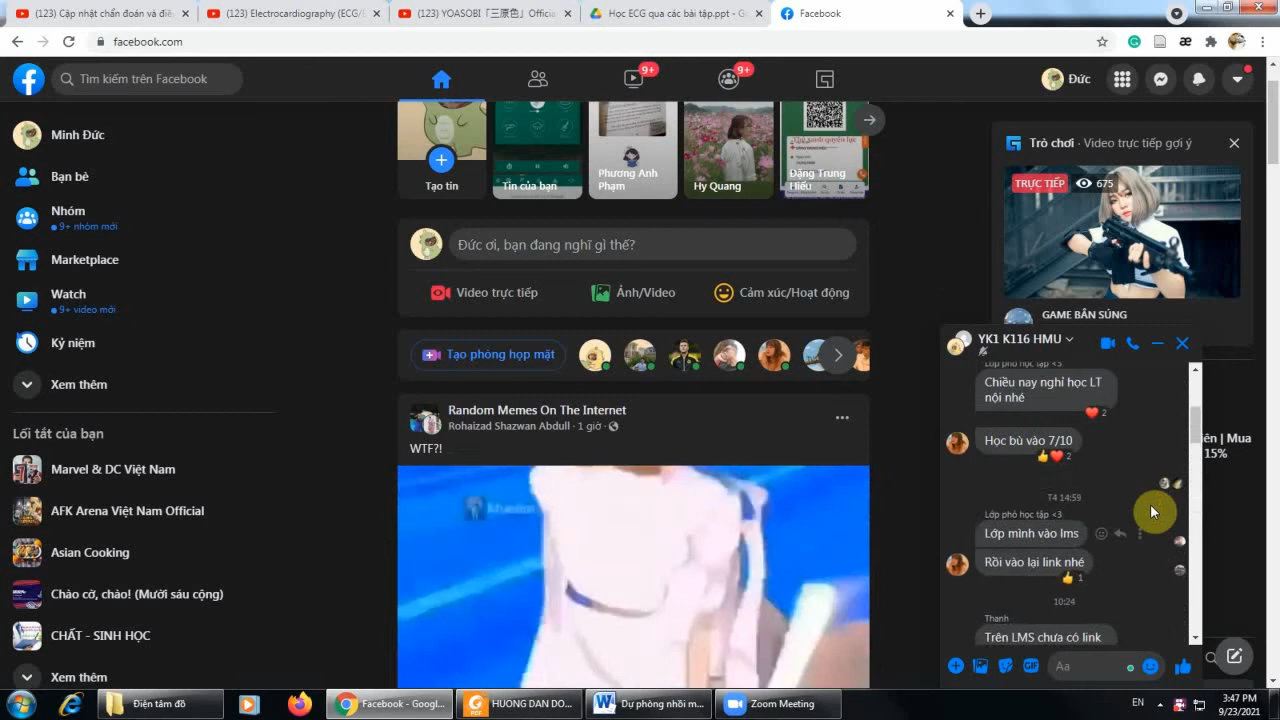 (123) Cập nhật chẩn đoán và điề
(123) Electrocardiography (ECG/
(123) YOASOBI「三原色」Offici
Học ECG qua các bài tập.ppt - G
Facebook
facebook.com
Tìm kiếm trên Facebook
9+
9+
Đức
Minh Đức
Bạn bè
Nhóm
9+ nhóm mới
Marketplace
Watch
9+ video mới
Kỷ niệm
Xem thêm
Lối tắt của bạn
Marvel & DC Việt Nam
AFK Arena Việt Nam Official
Asian Cooking
Chào cờ, chào! (Mười sáu cộng)
CHẤT - SINH HỌC
Xem thêm
Tạo tin
Tin của bạn
Phương Anh
Phạm
Hy Quang
Đặng Trung
Hiếu
Đức ơi, bạn đang nghĩ gì thế?
Video trực tiếp
Ảnh/Video
Cảm xúc/Hoạt động
Tạo phòng họp mặt
Random Memes On The Internet
Rohaizad Shazwan Abdull · 1 giờ ·
WTF?!
Trò chơi · Video trực tiếp gợi ý
TRỰC TIẾP
675
GAME BẮN SÚNG
ên | Mua
15%
YK1 K116 HMU
Lớp phó học tập <3
Chiều nay nghỉ học LT
nội nhé
2
Học bù vào 7/10
2
T4 14:59
Lớp phó học tập <3
Lớp mình vào lms
Rồi vào lại link nhé
1
10:24
Thanh
Trên LMS chưa có link
GIF
Aa
Điện tâm đồ
Facebook - Googl...
HUONG DAN DO...
Dự phòng nhồi m...
Zoom Meeting
EN
3:47 PM
9/23/2021